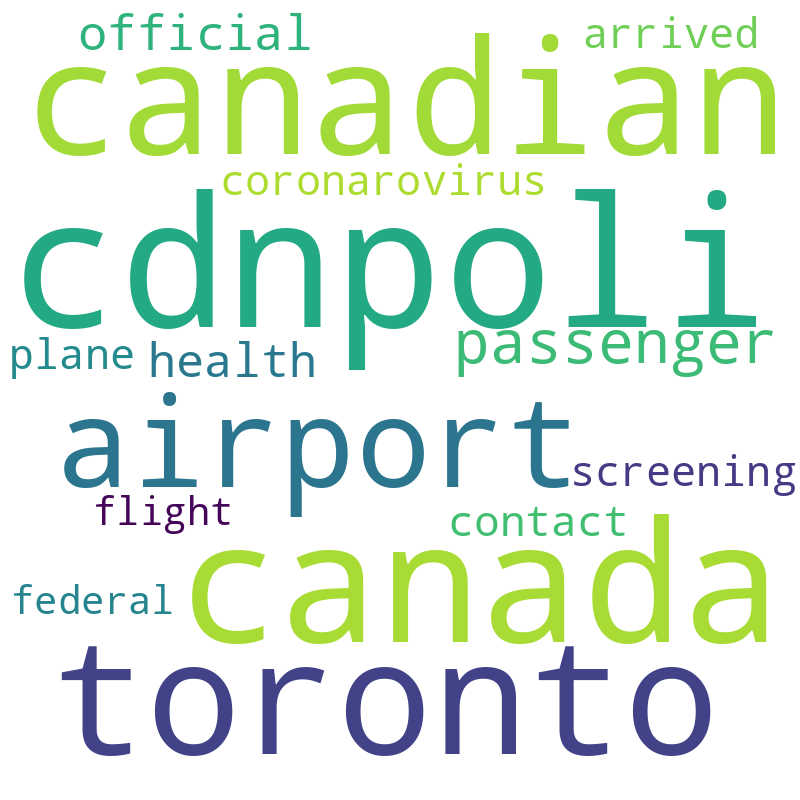 official arrived
canadian
coronarovirus
cdnpoli
passenger
plane health
airport
screening
flight
contact
canada
federal
toronto